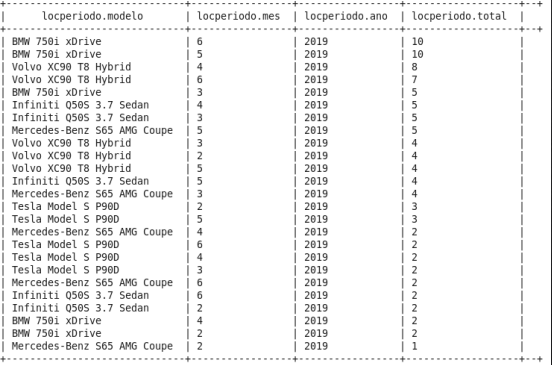 +--------------------------+-----------------+-----------------+-------------------+--+
|    locperiodo.modelo     | locperiodo.mes  | locperiodo.ano  | locperiodo.total  |
+--------------------------+-----------------+-----------------+-------------------+--+
| BMW 750i xDrive          | 6               | 2019            | 10                |
| BMW 750i xDrive          | 5               | 2019            | 10                |
| Volvo XC90 T8 Hybrid     | 4               | 2019            | 8                 |
| Volvo XC90 T8 Hybrid     | 6               | 2019            | 7                 |
| BMW 750i xDrive          | 3               | 2019            | 5                 |
| Infiniti Q50S 3.7 Sedan  | 4               | 2019            | 5                 |
| Infiniti Q50S 3.7 Sedan  | 3               | 2019            | 5                 |
| Mercedes-Benz S65 AMG Coupe  | 5               | 2019            | 5                 |
| Volvo XC90 T8 Hybrid     | 3               | 2019            | 4                 |
| Volvo XC90 T8 Hybrid     | 2               | 2019            | 4                 |
| Volvo XC90 T8 Hybrid     | 5               | 2019            | 4                 |
| Infiniti Q50S 3.7 Sedan  | 5               | 2019            | 4                 |
| Mercedes-Benz S65 AMG Coupe  | 3               | 2019            | 4                 |
| Tesla Model S P90D       | 2               | 2019            | 3                 |
| Tesla Model S P90D       | 5               | 2019            | 3                 |
| Mercedes-Benz S65 AMG Coupe  | 4               | 2019            | 2                 |
| Tesla Model S P90D       | 6               | 2019            | 2                 |
| Tesla Model S P90D       | 4               | 2019            | 2                 |
| Tesla Model S P90D       | 3               | 2019            | 2                 |
| Mercedes-Benz S65 AMG Coupe  | 6               | 2019            | 2                 |
| Infiniti Q50S 3.7 Sedan  | 6               | 2019            | 2                 |
| Infiniti Q50S 3.7 Sedan  | 2               | 2019            | 2                 |
| BMW 750i xDrive          | 4               | 2019            | 2                 |
| BMW 750i xDrive          | 2               | 2019            | 2                 |
| Mercedes-Benz S65 AMG Coupe  | 2               | 2019            | 1                 |
+--------------------------+-----------------+-----------------+-------------------+--+